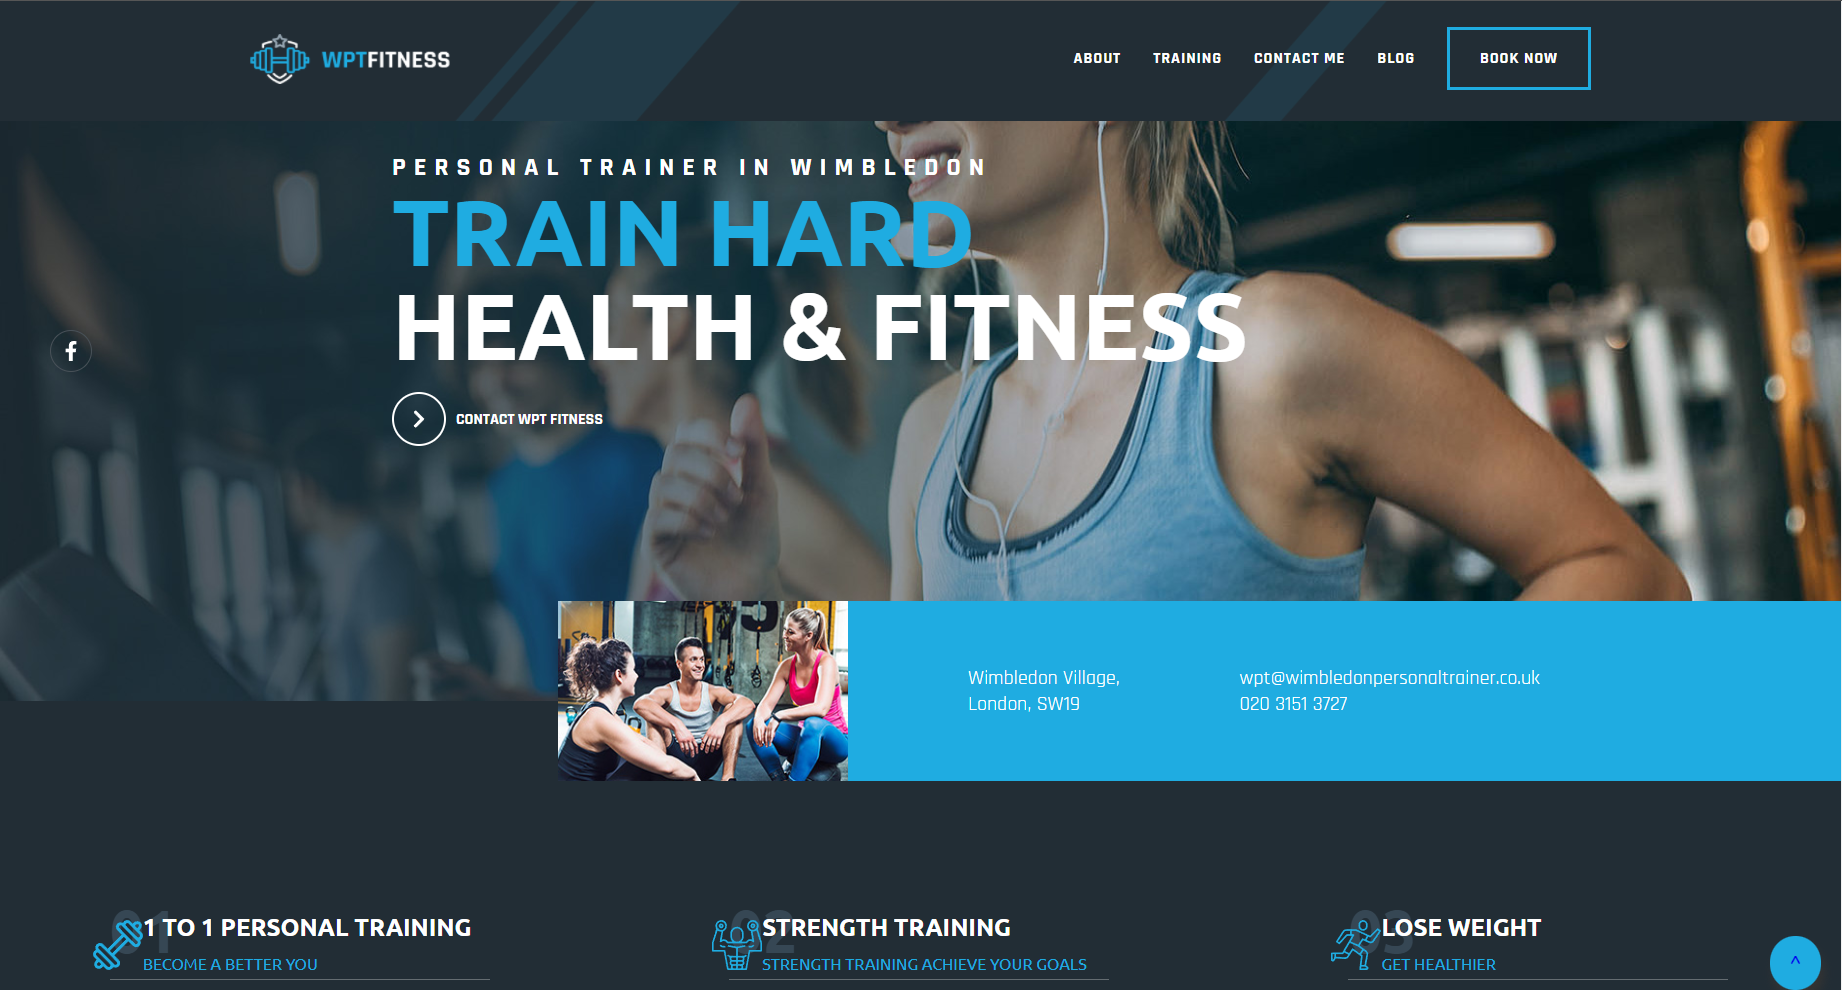 WPTFITNESS
ABOUT TRAINING CONTACT ME BLOG BOOK NOW
PERSONAL TRAINER IN WIMBLEDON
TRAIN HARD
HEALTH & FITNESS
CONTACT WPT FITNESS
Wimbledon Village,
London, SW19
wpt@wimbledonpersonaltrainer.co.uk
020 3151 3727
01
1 TO 1 PERSONAL TRAINING
BECOME A BETTER YOU
02
STRENGTH TRAINING
STRENGTH TRAINING ACHIEVE YOUR GOALS
03
LOSE WEIGHT
GET HEALTHIER
^